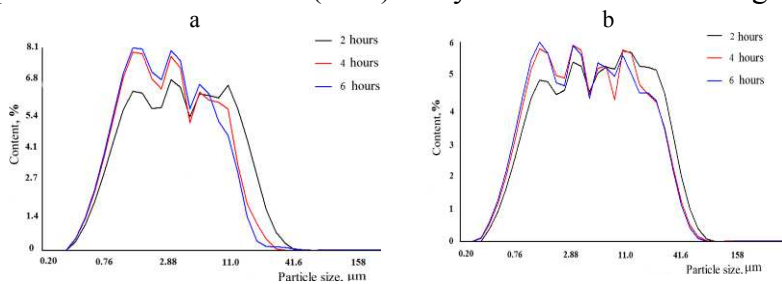 a
8.1
6.8
5.4
4.1
2.7
1.4
0
Content, %
0.20 0.76 2.88 11.0 41.6 158
Particle size, μm
2 hours
4 hours
6 hours
b
6
5
4
3
2
1
0
Content, %
0.20 0.76 2.88 11.0 41.6 158
Particle size, μm
2 hours
4 hours
6 hours